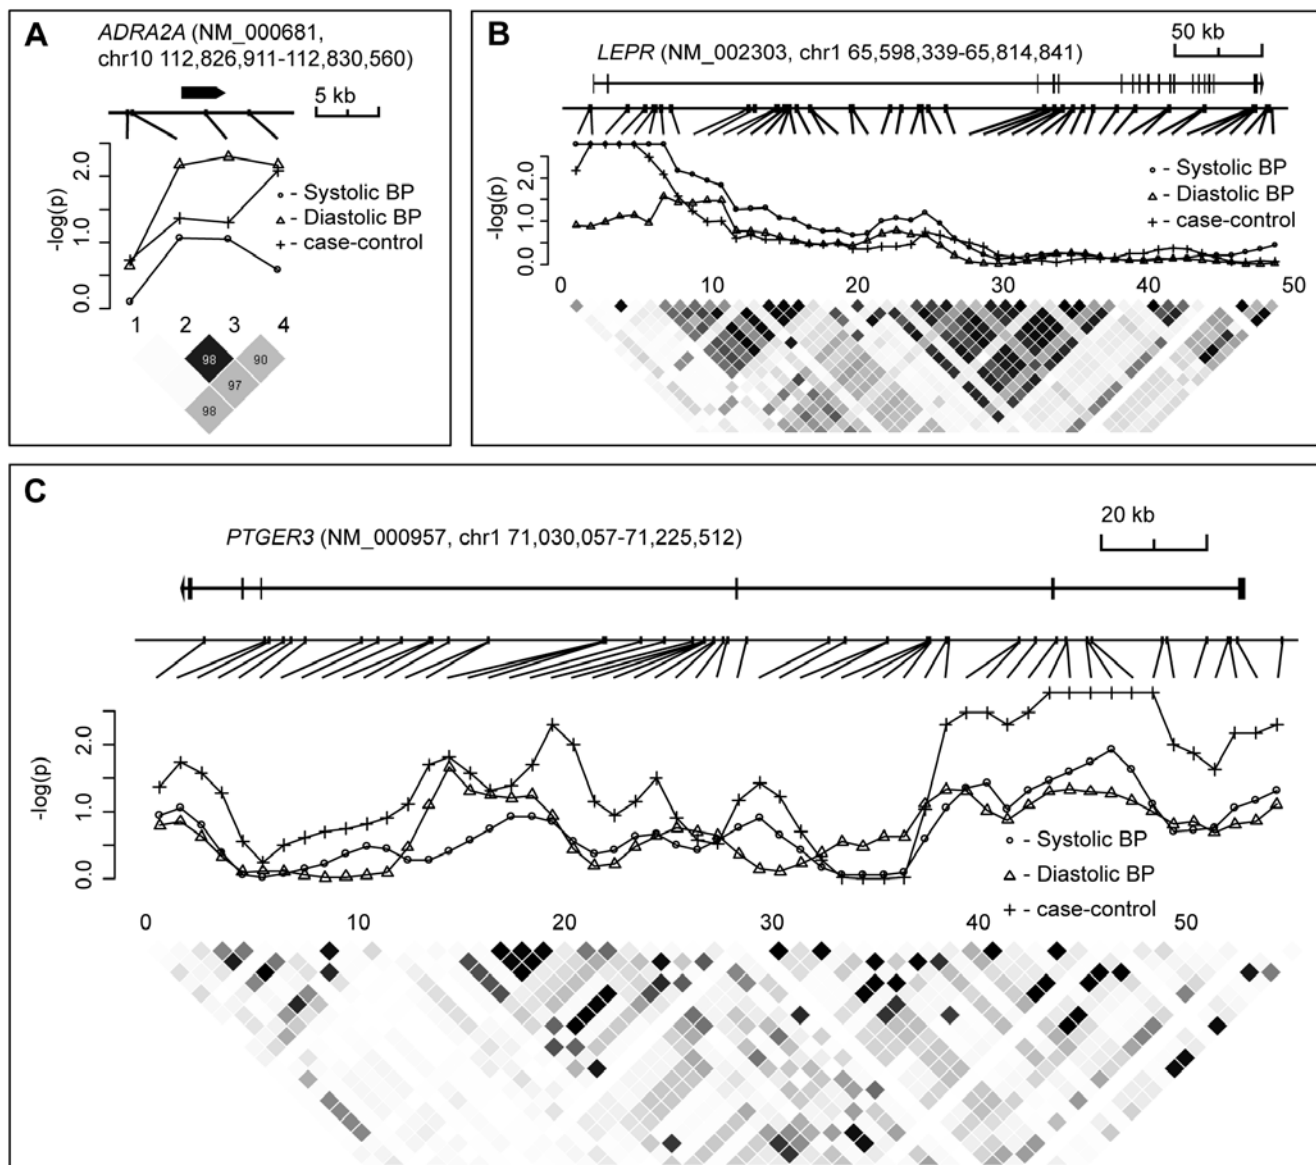 A
ADRA2A (NM_000681,
chr10 112,826,911-112,830,560)
5 kb
-log(p)
0.0 1.0 2.0
- Systolic BP
- Diastolic BP
- case-control
1 2 3 4
98 90
97
98
B
50 kb
LEPR (NM_002303, chr1 65,598,339-65,814,841)
-log(p)
0.0 1.0 2.0
- Systolic BP
- Diastolic BP
- case-control
0 10 20 30 40 50
C
20 kb
PTGER3 (NM_000957, chr1 71,030,057-71,225,512)
-log(p)
0.0 1.0 2.0
- Systolic BP
- Diastolic BP
- case-control
0 10 20 30 40 50